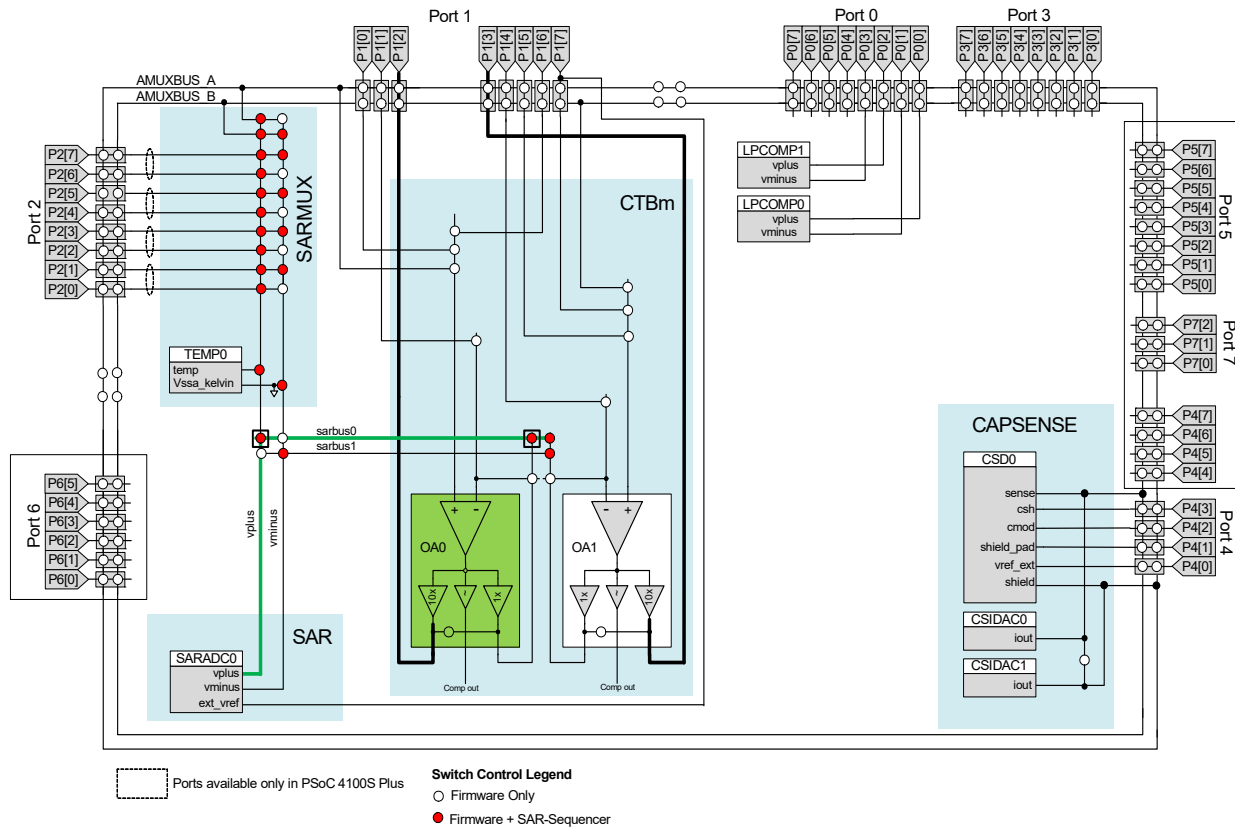 Port 1
Port 0
Port 3
P1[0]
P1[1]
P1[2]
P1[3]
P1[4]
P1[5]
P1[6]
P1[7]
P0[7]
P0[6]
P0[5]
P0[4]
P0[3]
P0[2]
P0[1]
P0[0]
P3[7]
P3[6]
P3[5]
P3[4]
P3[3]
P3[2]
P3[1]
P3[0]
AMUXBUS_A
AMUXBUS_B
Port 2
P2[7]
P2[6]
P2[5]
P2[4]
P2[3]
P2[2]
P2[1]
P2[0]
SARMUX
TEMP0
temp
Vssa_kelvin
CTBm
LPCOMP1
vplus
vminus
LPCOMP0
vplus
vminus
P5[7]
P5[6]
P5[5]
P5[4]
P5[3]
P5[2]
P5[1]
P5[0]
Port 5
P7[2]
P7[1]
P7[0]
Port 7
P4[7]
P4[6]
P4[5]
P4[4]
P4[3]
P4[2]
P4[1]
P4[0]
Port 4
sarbus0
sarbus1
vplus
vminus
Port 6
P6[5]
P6[4]
P6[3]
P6[2]
P6[1]
P6[0]
+ -
OA0
10x
~
1x
Comp out
- +
OA1
1x
~
10x
Comp out
CAPSENSE
CSD0
sense
csh
cmod
shield_pad
vref_ext
shield
CSIDAC0
iout
CSIDAC1
iout
SAR
SARADC0
vplus
vminus
ext_vref
Ports available only in PSoC 4100S Plus
Switch Control Legend
Firmware Only
Firmware + SAR-Sequencer